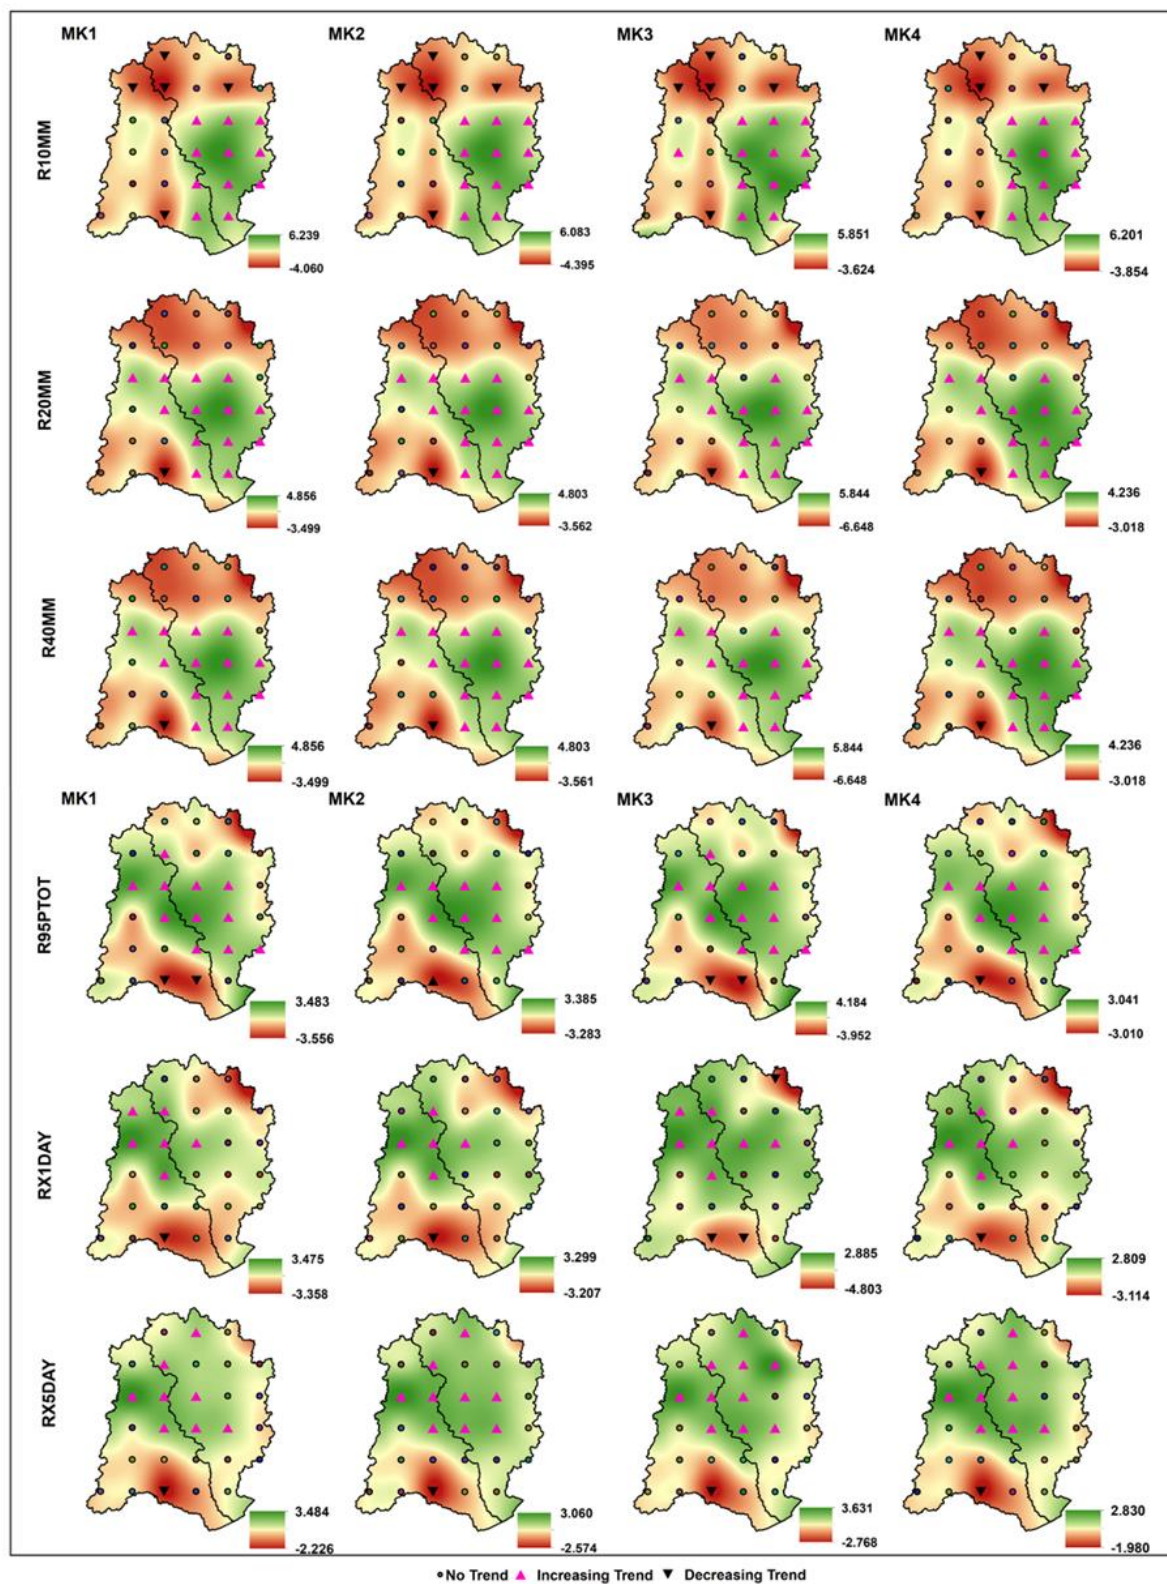 MK1 MK2 MK3 MK4
R10MM
6.239 6.083 5.851 6.201
-4.060 -4.395 -3.624 -3.854
R20MM
4.856 4.803 5.844 4.236
-3.499 -3.562 -6.648 -3.018
R40MM
4.856 4.803 5.844 4.236
-3.499 -3.561 -6.648 -3.018
MK1 MK2 MK3 MK4
R95PTOT
3.483 3.385 4.184 3.041
-3.556 -3.283 -3.952 -3.010
RX1DAY
3.475 3.299 2.885 2.809
-3.358 -3.207 -4.803 -3.114
RX5DAY
3.484 3.060 3.631 2.830
-2.226 -2.574 -2.768 -1.980
No Trend Increasing Trend Decreasing Trend